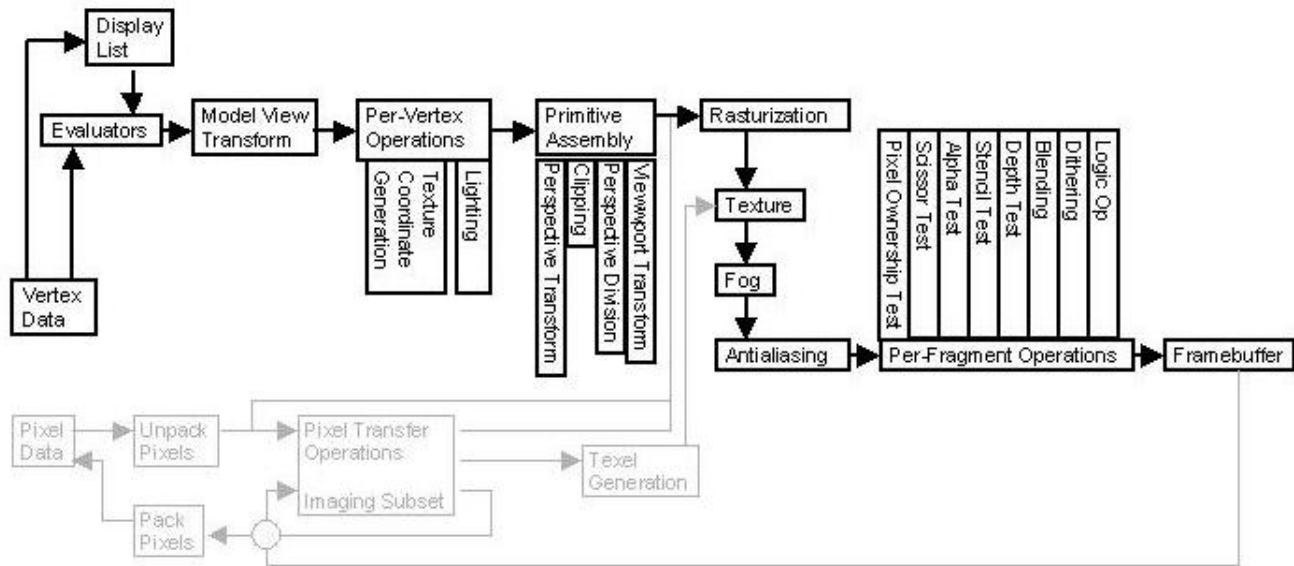 Display
List
Evaluators
Model View
Transform
Per-Vertex
Operations
Texture
Coordinate
Generation
Lighting
Primitive
Assembly
Perspective Transform
Clipping
Perspective Division
Viewport Transform
Rasturization
Texture
Fog
Antialiasing
Pixel Ownership Test
Scissor Test
Alpha Test
Stencil Test
Depth Test
Blending
Dithering
Logic Op
Per-Fragment Operations
Framebuffer
Vertex
Data
Pixel
Data
Unpack
Pixels
Pixel Transfer
Operations
Imaging Subset
Texel
Generation
Pack
Pixels